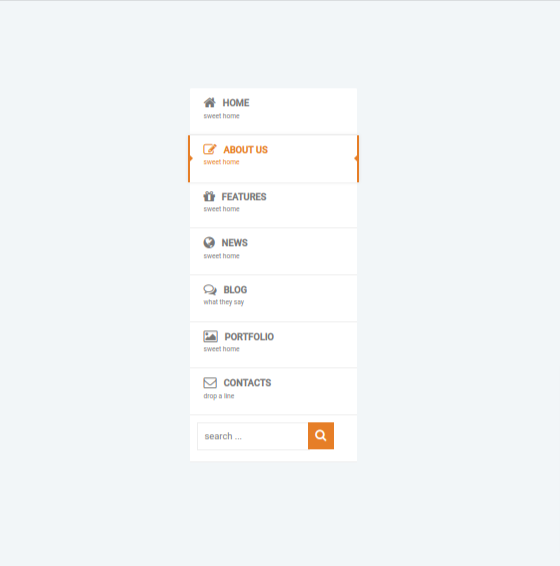 HOME
sweet home
ABOUT US
sweet home
FEATURES
sweet home
NEWS
sweet home
BLOG
what they say
PORTFOLIO
sweet home
CONTACTS
drop a line
search ...